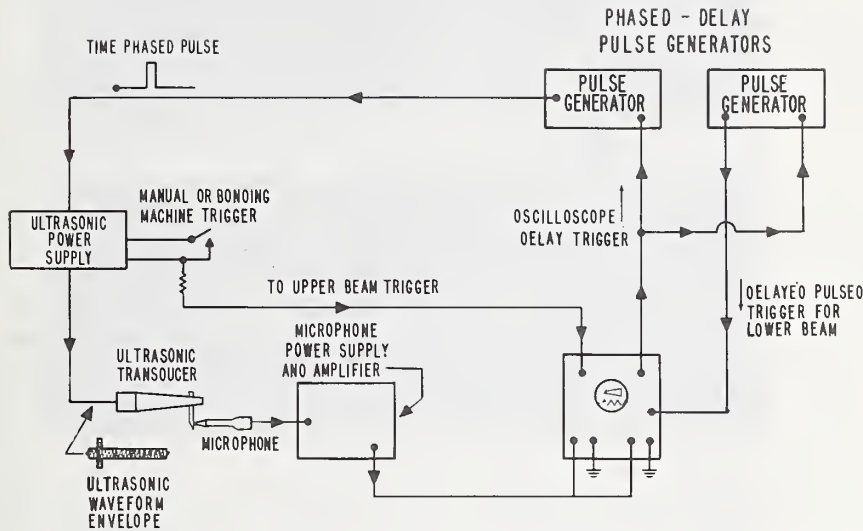 PHASED - DELAY
PULSE GENERATORS
TIME PHASED PULSE
PULSE
GENERATOR
PULSE
GENERATOR
MANUAL OR BONOING
MACHINE TRIGGER
ULTRASONIC
POWER
SUPPLY
OSCILLOSCOPE
OELAY TRIGGER
TO UPPER BEAM TRIGGER
OELAYEO PULSEO
TRIGGER FOR
LOWER BEAM
MICROPHONE
POWER SUPPLY
AND AMPLIFIER
ULTRASONIC
TRANSOUCER
MICROPHONE
ULTRASONIC
WAVEFORM
ENVELOPE